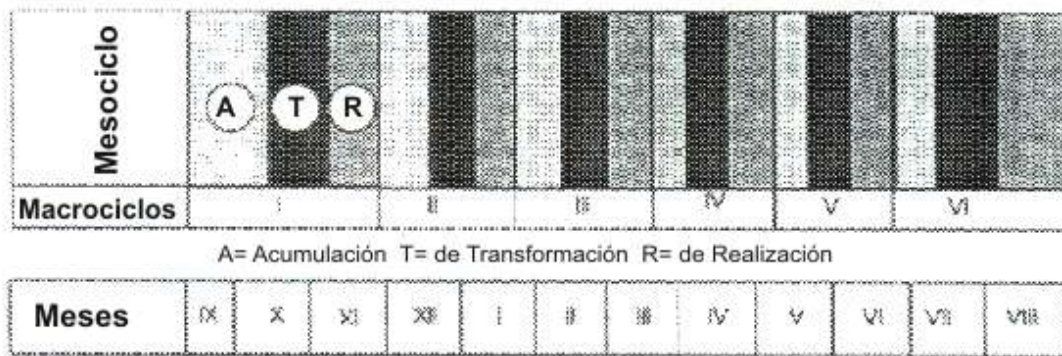 Mesociclo
A T R
Macrociclos I II III IV V VI
A= Acumulación T= de Transformación R= de Realización
Meses IX X XI XII I II III IV V VI VII VIII